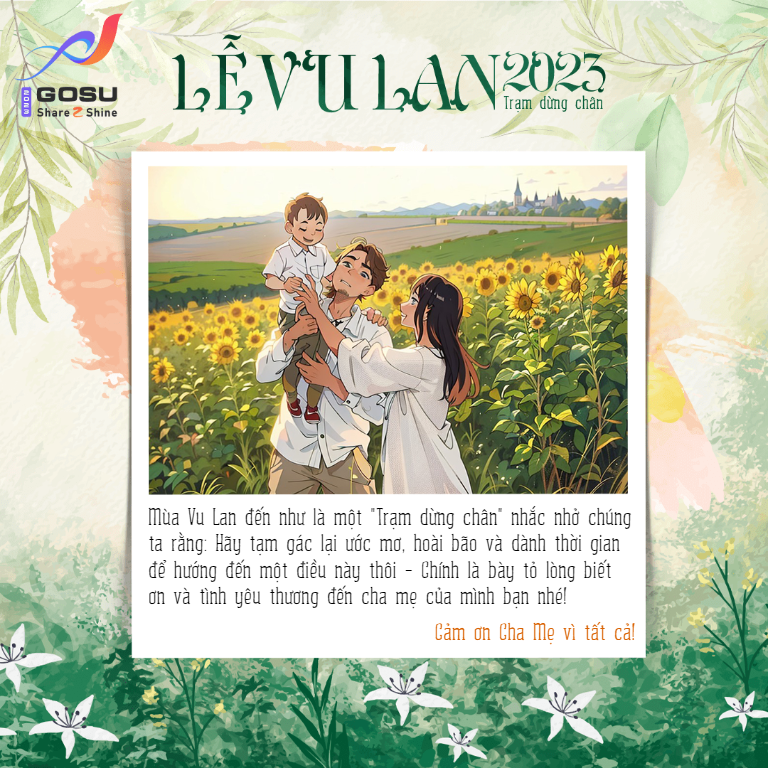 GOSU
Share 2 Shine
LỄ VU LAN 2023
Trạm dừng chân
Mùa Vu Lan đến như là một "Trạm dừng chân" nhắc nhở chúng
ta rằng: Hãy tạm gác lại ước mơ, hoài bão và dành thời gian
để hướng đến một điều này thôi - Chính là bày tỏ lòng biết
ơn và tình yêu thương đến cha mẹ của mình bạn nhé!
Cảm ơn Cha Mẹ vì tất cả!